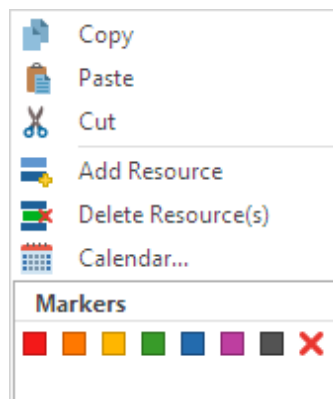 Copy
Paste
Cut
Add Resource
Delete Resource(s)
Calendar...
Markers